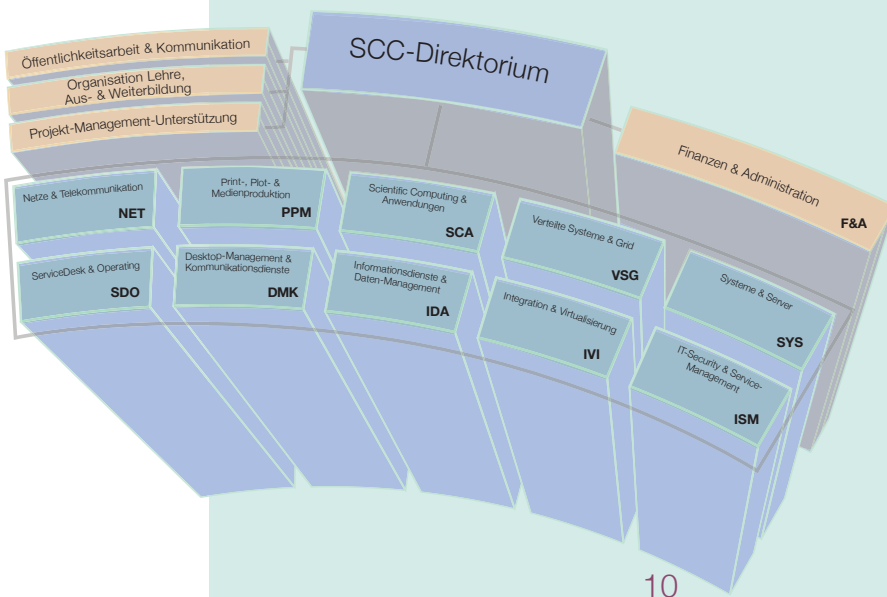 Öffentlichkeitsarbeit & Kommunikation
Organisation Lehre,
Aus- & Weiterbildung
Projekt-Management-Unterstützung
SCC-Direktorium
Finanzen & Administration
F&A
Netze & Telekommunikation
NET
Print-, Plot- &
Medienproduktion
PPM
Scientific Computing &
Anwendungen
SCA
Verteilte Systeme & Grid
VSG
Systeme & Server
SYS
ServiceDesk & Operating
SDO
Desktop-Management &
Kommunikationsdienste
DMK
Informationsdienste &
Daten-Management
IDA
Integration & Virtualisierung
IVI
IT-Security & Service-
Management
ISM
10